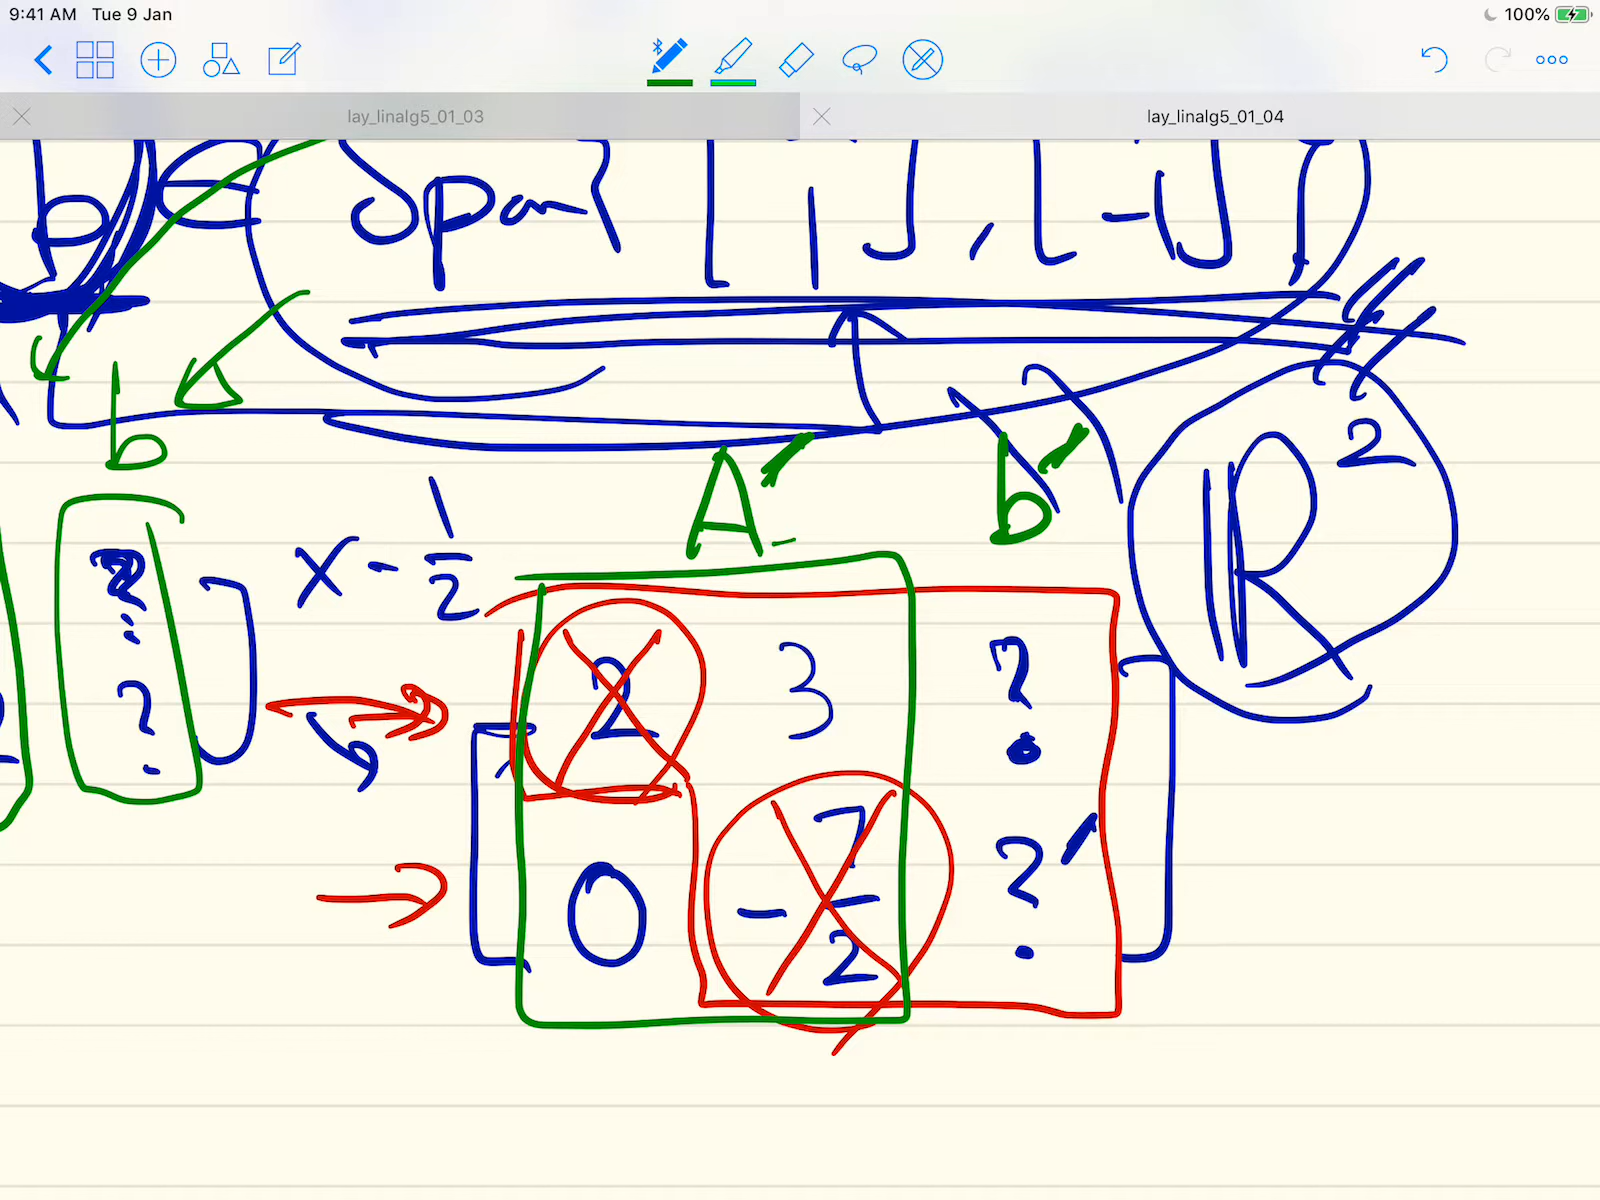 9:41 AM Tue 9 Jan 100%
lay_linalg5_01_03 lay_linalg5_01_04
b ∈ Span{ [ 1 ] , [ -1 ] }
b A' b' ℝ²
? x - 1/2
2 3 ?
?
0 -7/2 ?